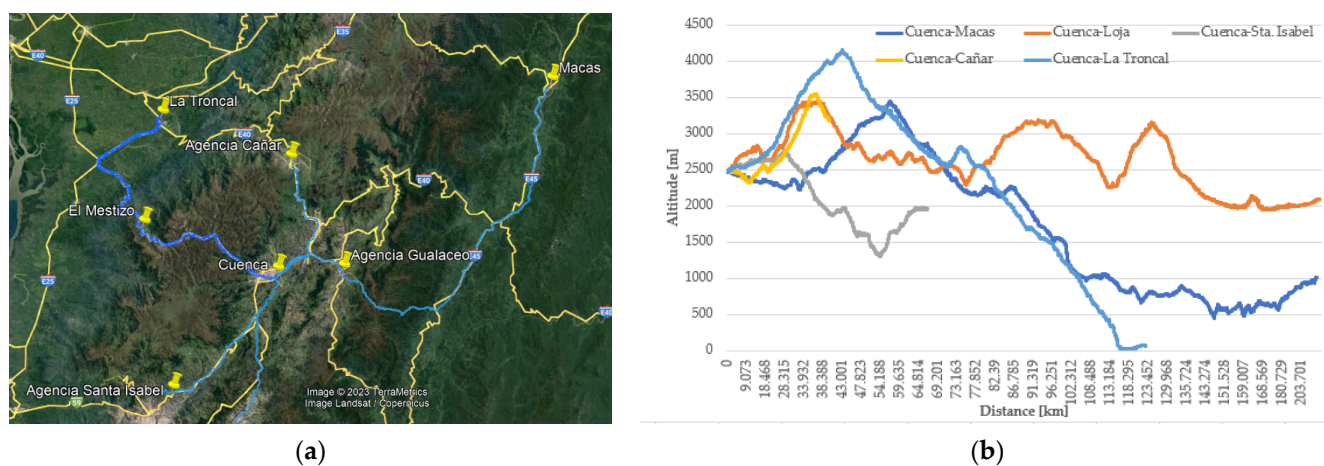 E35
E40
Macas
E25
La Troncal
E40
Agencia Cañar
E45
E40
El Mestizo
Cuenca
Agencia Gualaceo
E45
E25
E40
Agencia Santa Isabel
E59
Image © 2023 TerraMetrics
Image Landsat / Copernicus
(a)
4500
4000
3500
3000
2500
2000
1500
1000
500
0
Altitude [m]
Cuenca-Macas
Cuenca-Loja
Cuenca-Sta. Isabel
Cuenca-Cañar
Cuenca-La Troncal
0
9.073
18.468
28.315
33.932
38.388
43.001
47.823
54.188
59.635
64.814
69.201
73.163
77.852
82.39
86.785
91.319
96.251
102.312
108.488
113.184
118.295
123.452
129.968
135.724
143.774
151.528
159.007
168.569
180.729
203.701
Distance [km]
(b)